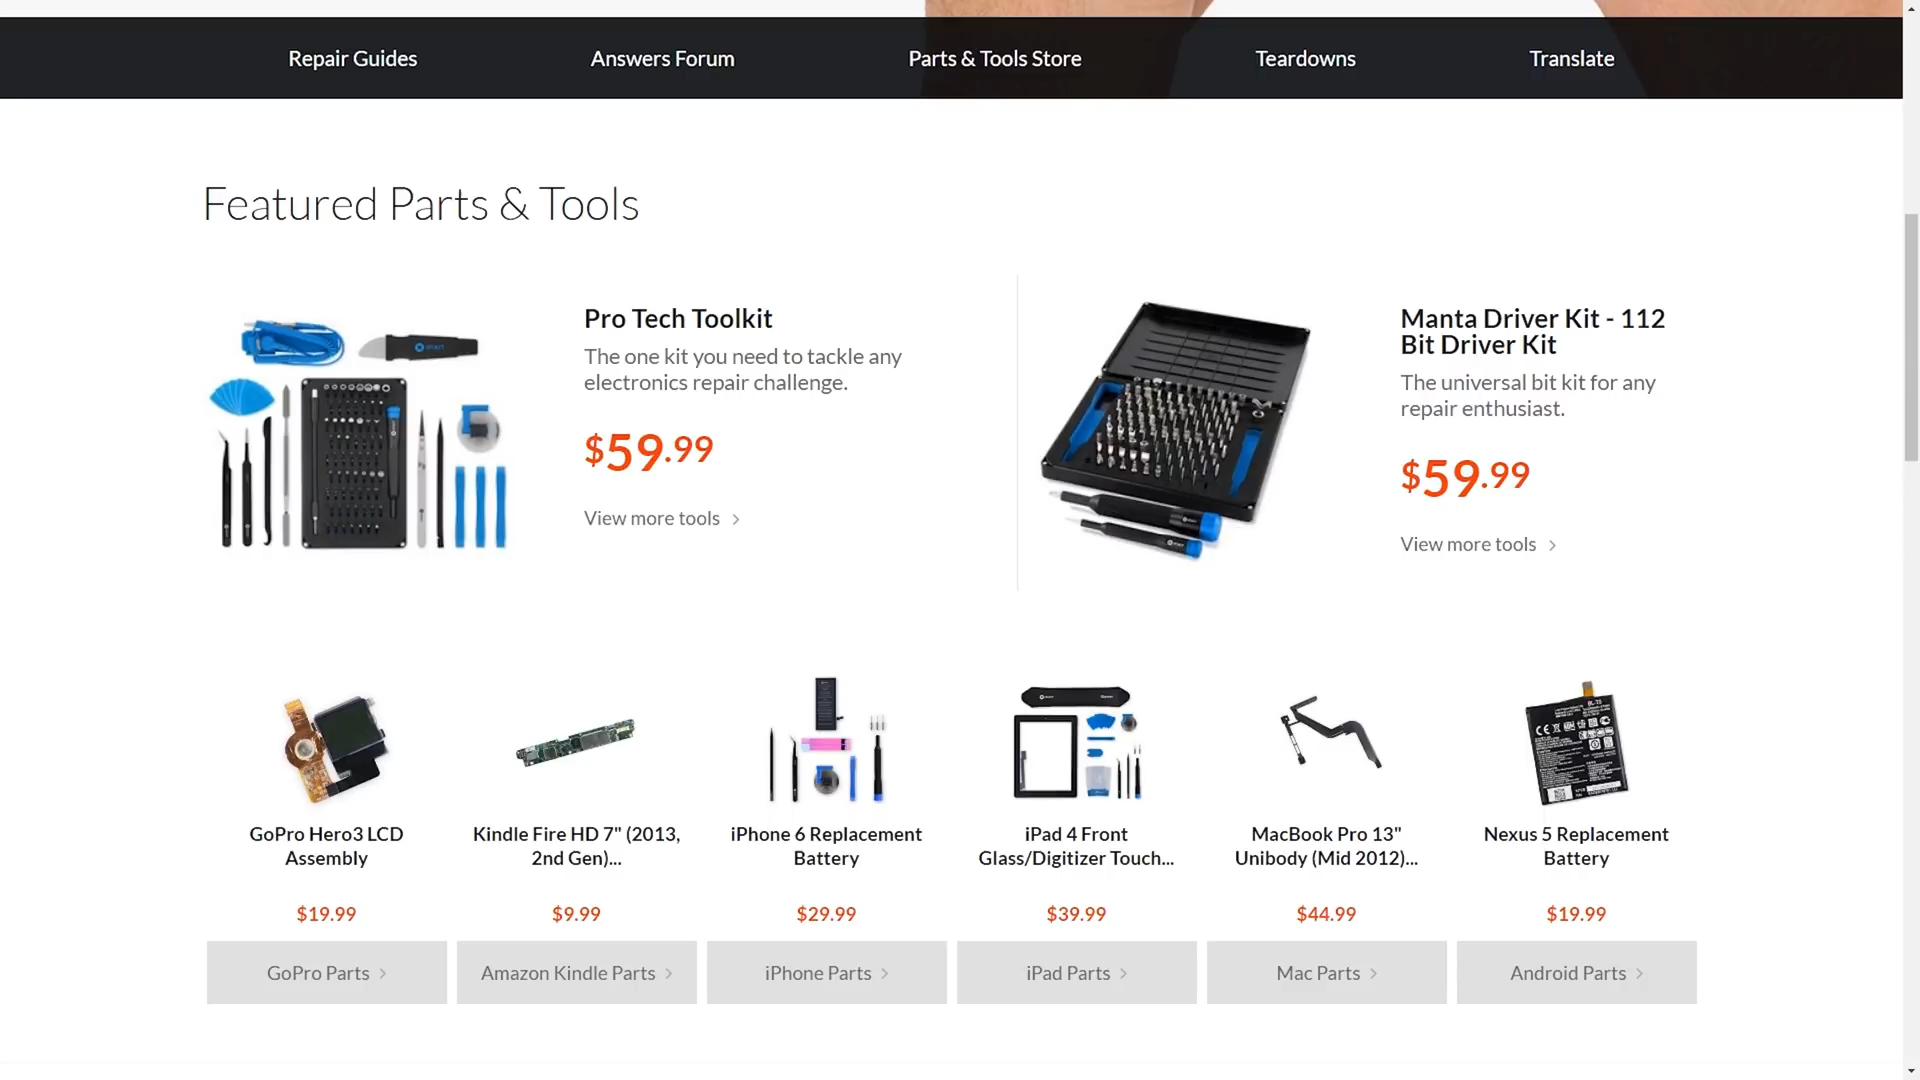 Repair Guides
Answers Forum
Parts & Tools Store
Teardowns
Translate
Featured Parts & Tools
Pro Tech Toolkit
The one kit you need to tackle any
electronics repair challenge.
$59.99
View more tools
Manta Driver Kit - 112
Bit Driver Kit
The universal bit kit for any
repair enthusiast.
$59.99
View more tools
GoPro Hero3 LCD
Assembly
$19.99
GoPro Parts
Kindle Fire HD 7" (2013,
2nd Gen)...
$9.99
Amazon Kindle Parts
iPhone 6 Replacement
Battery
$29.99
iPhone Parts
iPad 4 Front
Glass/Digitizer Touch...
$39.99
iPad Parts
MacBook Pro 13"
Unibody (Mid 2012)...
$44.99
Mac Parts
Nexus 5 Replacement
Battery
$19.99
Android Parts